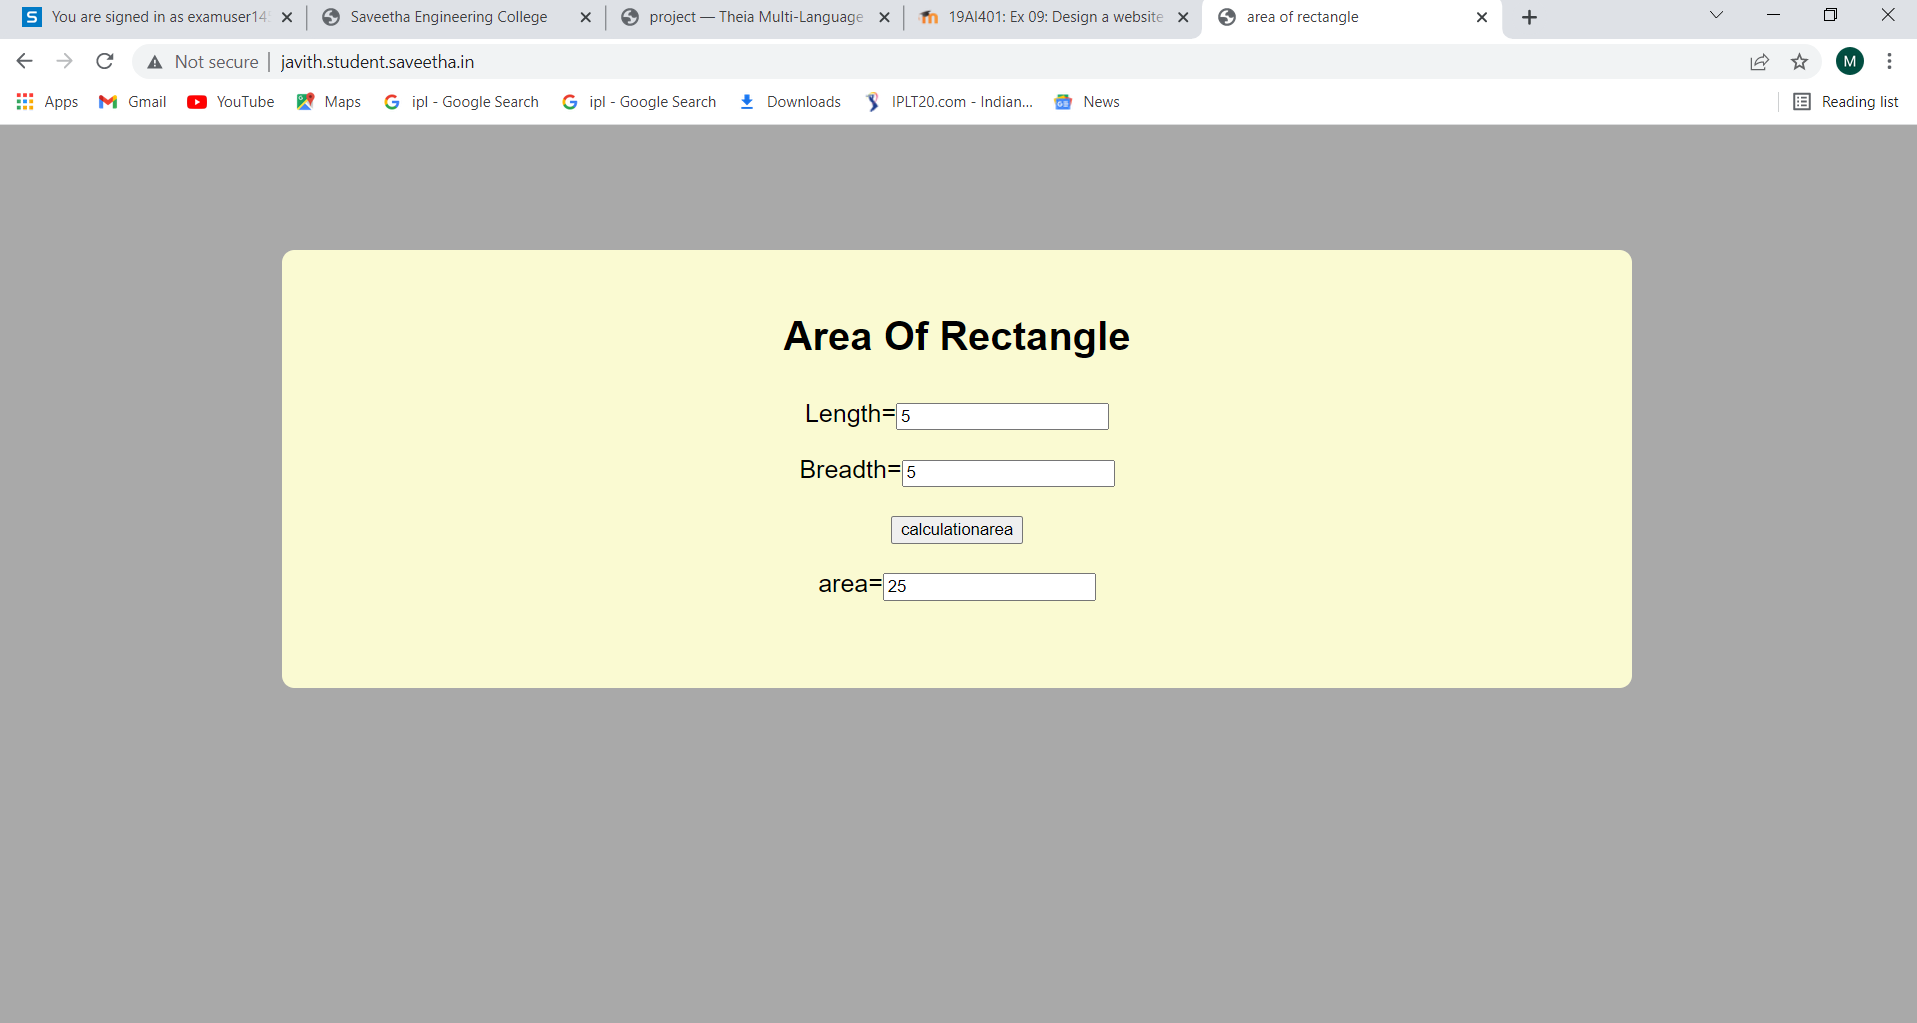 You are signed in as examuser14
Saveetha Engineering College
project — Theia Multi-Language
19AI401: Ex 09: Design a website
area of rectangle
Not secure | javith.student.saveetha.in
M
Apps
Gmail
YouTube
Maps
ipl - Google Search
ipl - Google Search
Downloads
IPLT20.com - Indian...
News
Reading list
Area Of Rectangle
Length=5
Breadth=5
calculationarea
area=25